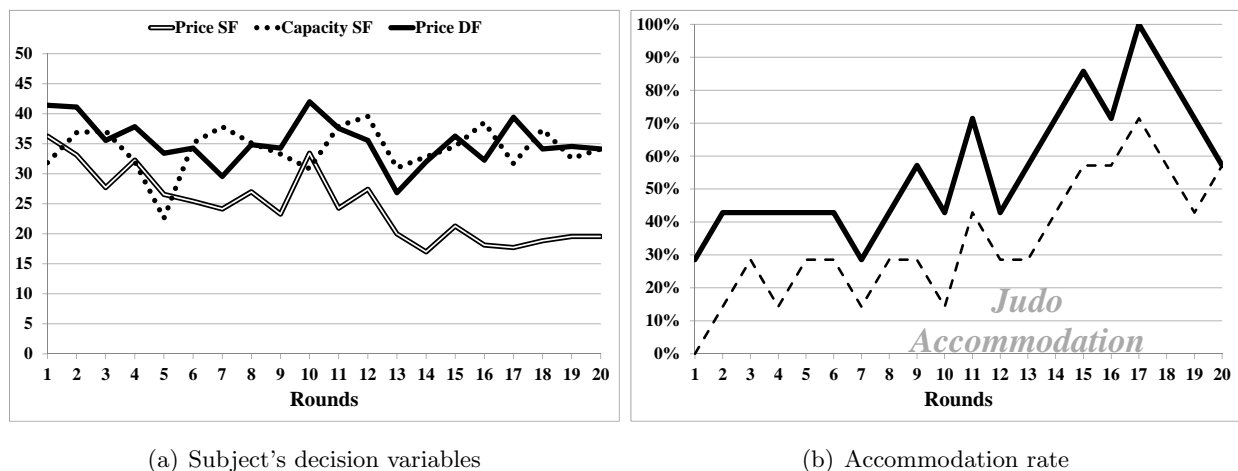 Price SF Capacity SF Price DF
50
45
40
35
30
25
20
15
10
5
0
1 2 3 4 5 6 7 8 9 10 11 12 13 14 15 16 17 18 19 20
Rounds
(a) Subject's decision variables
100%
90%
80%
70%
60%
50%
40%
30%
20%
10%
0%
Judo
Accommodation
1 2 3 4 5 6 7 8 9 10 11 12 13 14 15 16 17 18 19 20
Rounds
(b) Accommodation rate